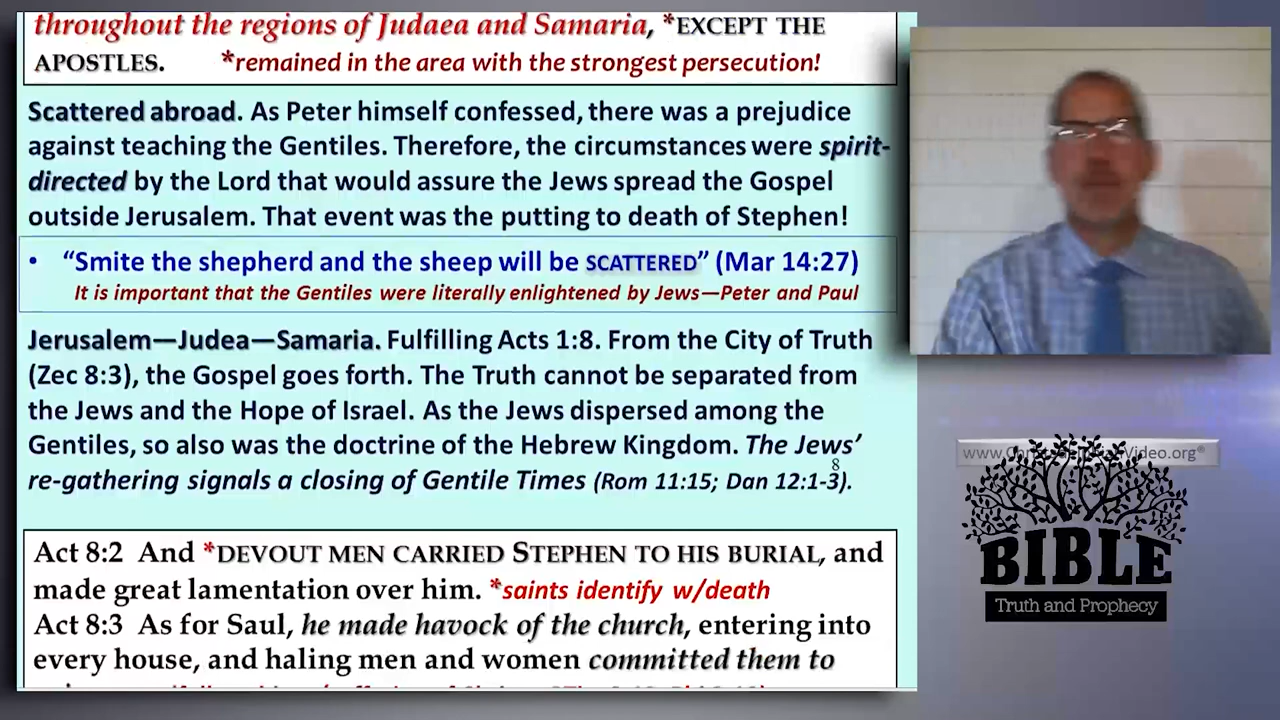 throughout the regions of Judaea and Samaria, *EXCEPT THE
APOSTLES. *remained in the area with the strongest persecution!
Scattered abroad. As Peter himself confessed, there was a prejudice
against teaching the Gentiles. Therefore, the circumstances were spirit-
directed by the Lord that would assure the Jews spread the Gospel
outside Jerusalem. That event was the putting to death of Stephen!
• “Smite the shepherd and the sheep will be SCATTERED” (Mar 14:27)
It is important that the Gentiles were literally enlightened by Jews—Peter and Paul
Jerusalem—Judea—Samaria. Fulfilling Acts 1:8. From the City of Truth
(Zec 8:3), the Gospel goes forth. The Truth cannot be separated from
the Jews and the Hope of Israel. As the Jews dispersed among the
Gentiles, so also was the doctrine of the Hebrew Kingdom. The Jews’
re-gathering signals a closing of Gentile Times (Rom 11:15; Dan 12:1-3).
8
Act 8:2 And *DEVOUT MEN CARRIED STEPHEN TO HIS BURIAL, and
made great lamentation over him. *saints identify w/death
Act 8:3 As for Saul, he made havock of the church, entering into
every house, and haling men and women committed them to
BIBLE
Truth and Prophecy